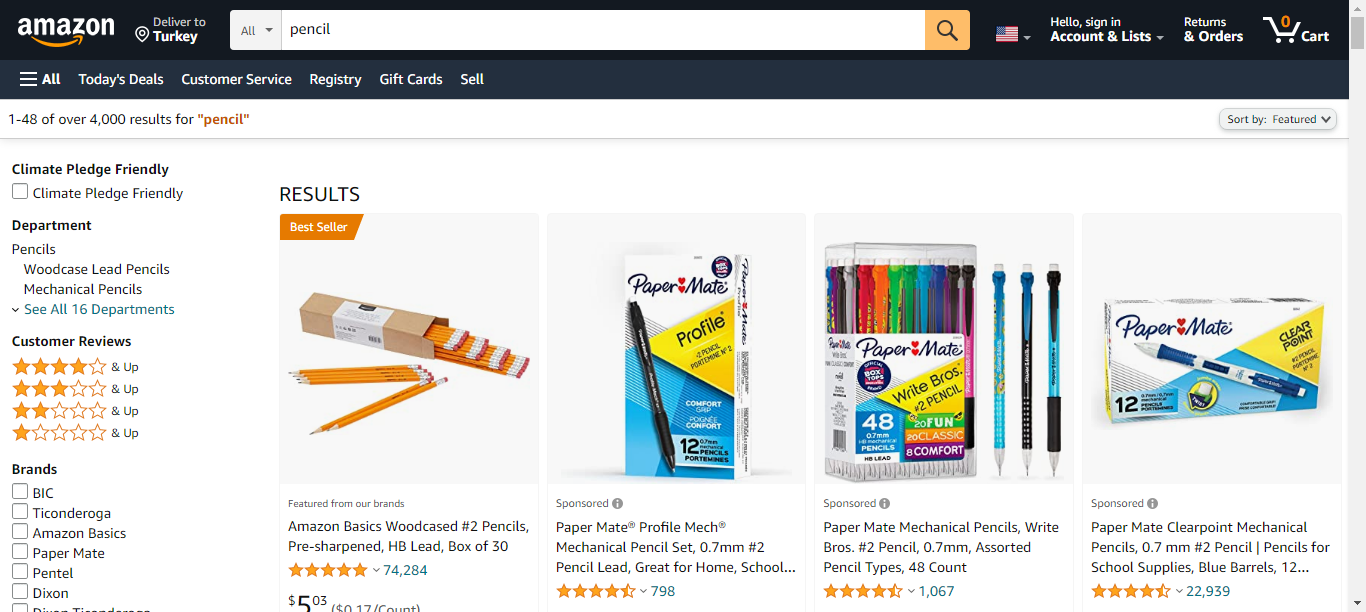 amazon
Deliver to
Turkey
All
pencil
Hello, sign in
Account & Lists
Returns
& Orders
0
Cart
All
Today's Deals
Customer Service
Registry
Gift Cards
Sell
1-48 of over 4,000 results for "pencil"
Sort by: Featured
Climate Pledge Friendly
Climate Pledge Friendly
Department
Pencils
Woodcase Lead Pencils
Mechanical Pencils
See All 16 Departments
Customer Reviews
& Up
& Up
& Up
& Up
Brands
BIC
Ticonderoga
Amazon Basics
Paper Mate
Pentel
Dixon
Dixon Ticonderoga
RESULTS
Best Seller
Featured from our brands
Amazon Basics Woodcased #2 Pencils,
Pre-sharpened, HB Lead, Box of 30
74,284
$5.03 ($0.17/Count)
Paper Mate
Profile
COMFORT
GRIP
POIGNÉE
CONFORT
12
0.7mm
MECHANICAL
PENCILS
PORTEMINES
Sponsored
Paper Mate® Profile Mech®
Mechanical Pencil Set, 0.7mm #2
Pencil Lead, Great for Home, School...
798
Paper Mate
BOX TOPS
Write Bros.
#2 PENCIL
48
0.7mm
HB mechanical
PENCILS
HB LEAD
20 FUN
20 CLASSIC
8 COMFORT
Sponsored
Paper Mate Mechanical Pencils, Write
Bros. #2 Pencil, 0.7mm, Assorted
Pencil Types, 48 Count
1,067
Paper Mate
CLEAR
POINT
#2 PENCIL
PORTEMINE
N°2
12
PENCILS
PORTEMINES
Sponsored
Paper Mate Clearpoint Mechanical
Pencils, 0.7 mm #2 Pencil | Pencils for
School Supplies, Blue Barrels, 12...
22,939